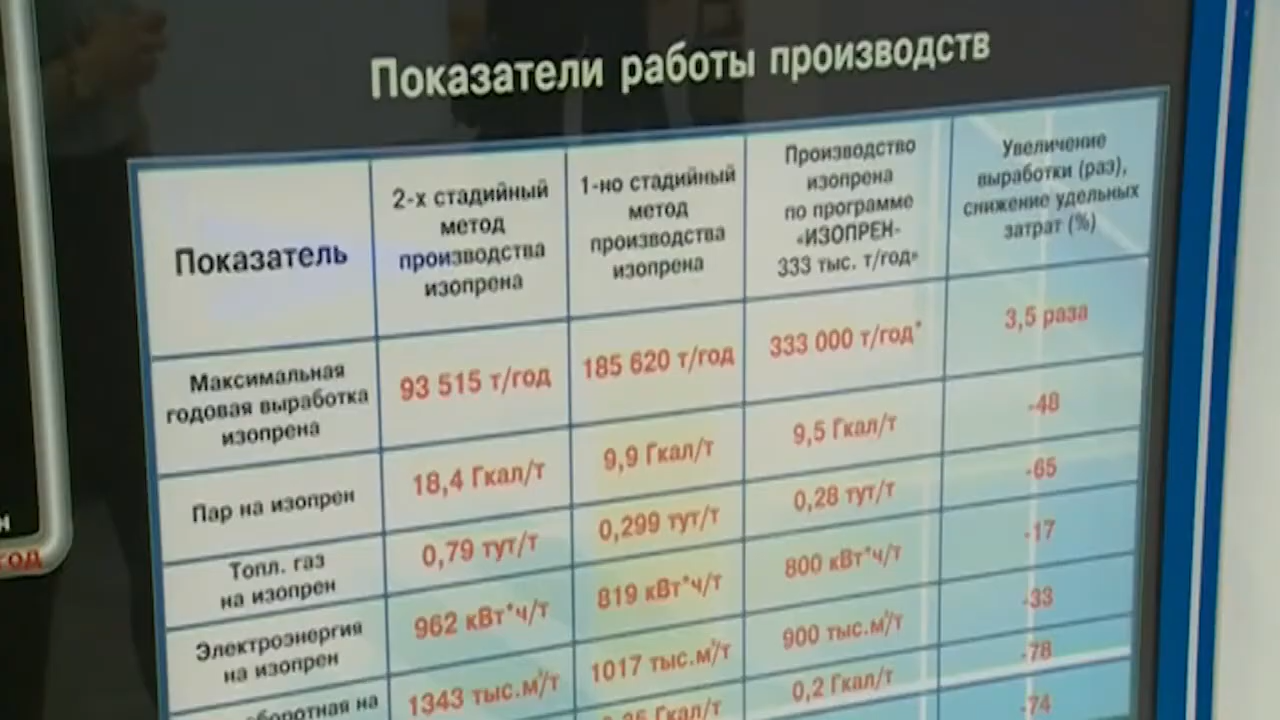 Показатели работы производств
Показатель
2-х стадийный
метод
производства
изопрена
1-но стадийный
метод
производства
изопрена
Производство
изопрена
по программе
«ИЗОПРЕН-
333 тыс. т/год»
Увеличение
выработки (раз),
снижение удельных
затрат (%)
Максимальная
годовая выработка
изопрена
93 515 т/год
185 620 т/год
333 000 т/год*
3,5 раза
Пар на изопрен
18,4 Гкал/т
9,9 Гкал/т
9,5 Гкал/т
-48
Топл. газ
на изопрен
0,79 тут/т
0,299 тут/т
0,28 тут/т
-65
Электроэнергия
на изопрен
962 кВт*ч/т
819 кВт*ч/т
800 кВт*ч/т
-17
на
1343 тыс.м³/т
1017 тыс.м³/т
900 тыс.м³/т
-33
Гкал/т
0,2 Гкал/т
-78
-74
од